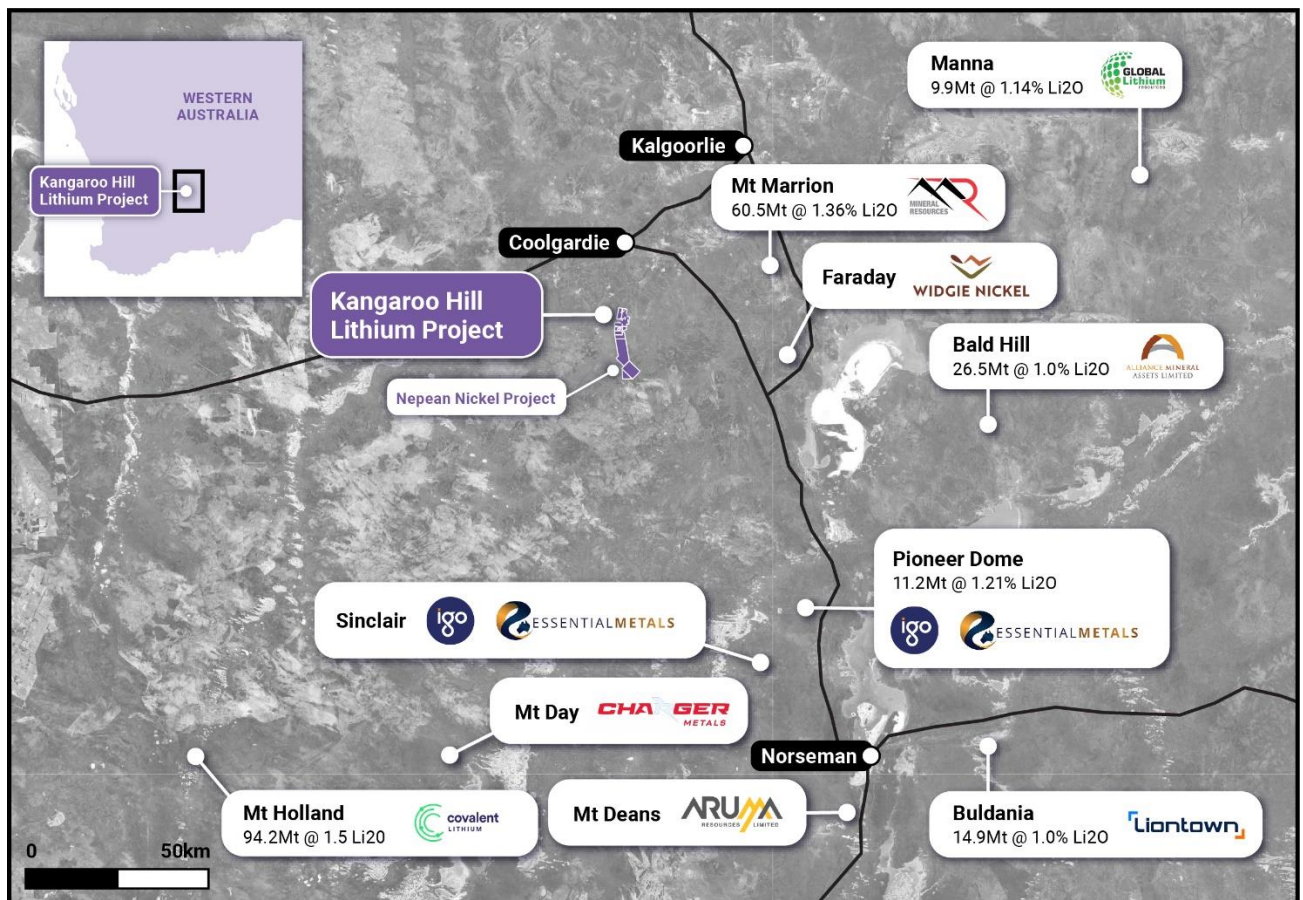 WESTERN
AUSTRALIA
Kangaroo Hill
Lithium Project
Manna
9.9Mt @ 1.14% Li2O
GLOBAL
Lithium
resources
Kalgoorlie
Mt Marrion
60.5Mt @ 1.36% Li2O
MINERAL
RESOURCES
Coolgardie
Faraday
WIDGIE NICKEL
Kangaroo Hill
Lithium Project
Nepean Nickel Project
Bald Hill
26.5Mt @ 1.0% Li2O
ALLIANCE MINERAL
ASSETS LIMITED
Pioneer Dome
11.2Mt @ 1.21% Li2O
igo
ESSENTIALMETALS
Sinclair
igo
ESSENTIALMETALS
Mt Day
CHARGER
METALS
Norseman
Mt Holland
94.2Mt @ 1.5 Li20
covalent
LITHIUM
Mt Deans
ARUMA
RESOURCES LIMITED
Buldania
14.9Mt @ 1.0% Li2O
Liontown
0 50km